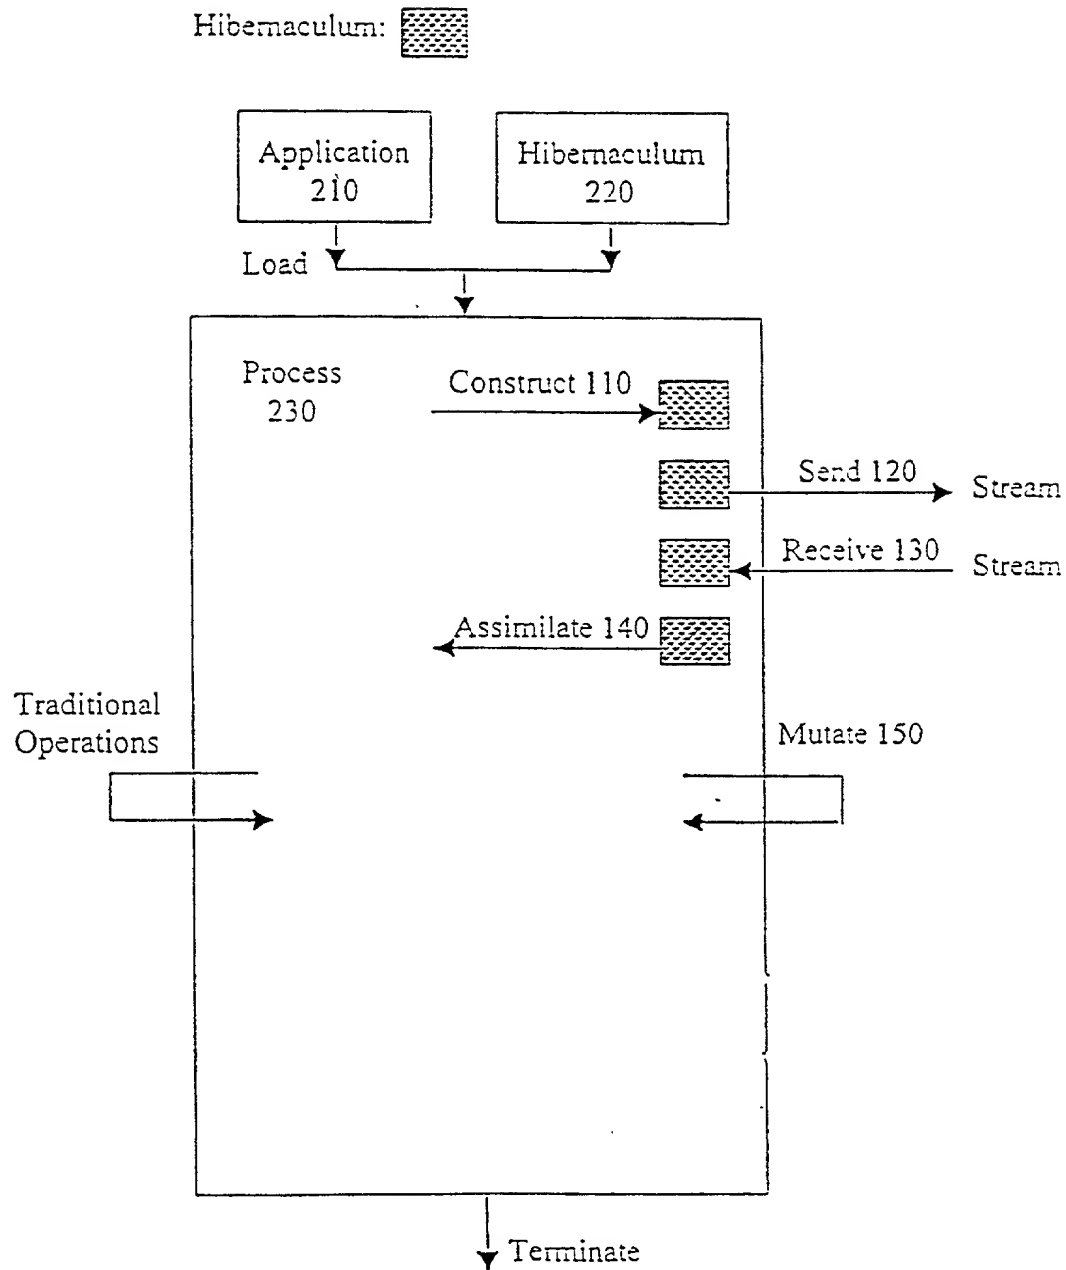 Hibernaculum:
Application
210
Hibernaculum
220
Load
Process
230
Construct 110
Send 120
Stream
Receive 130
Stream
Assimilate 140
Traditional
Operations
Mutate 150
Terminate